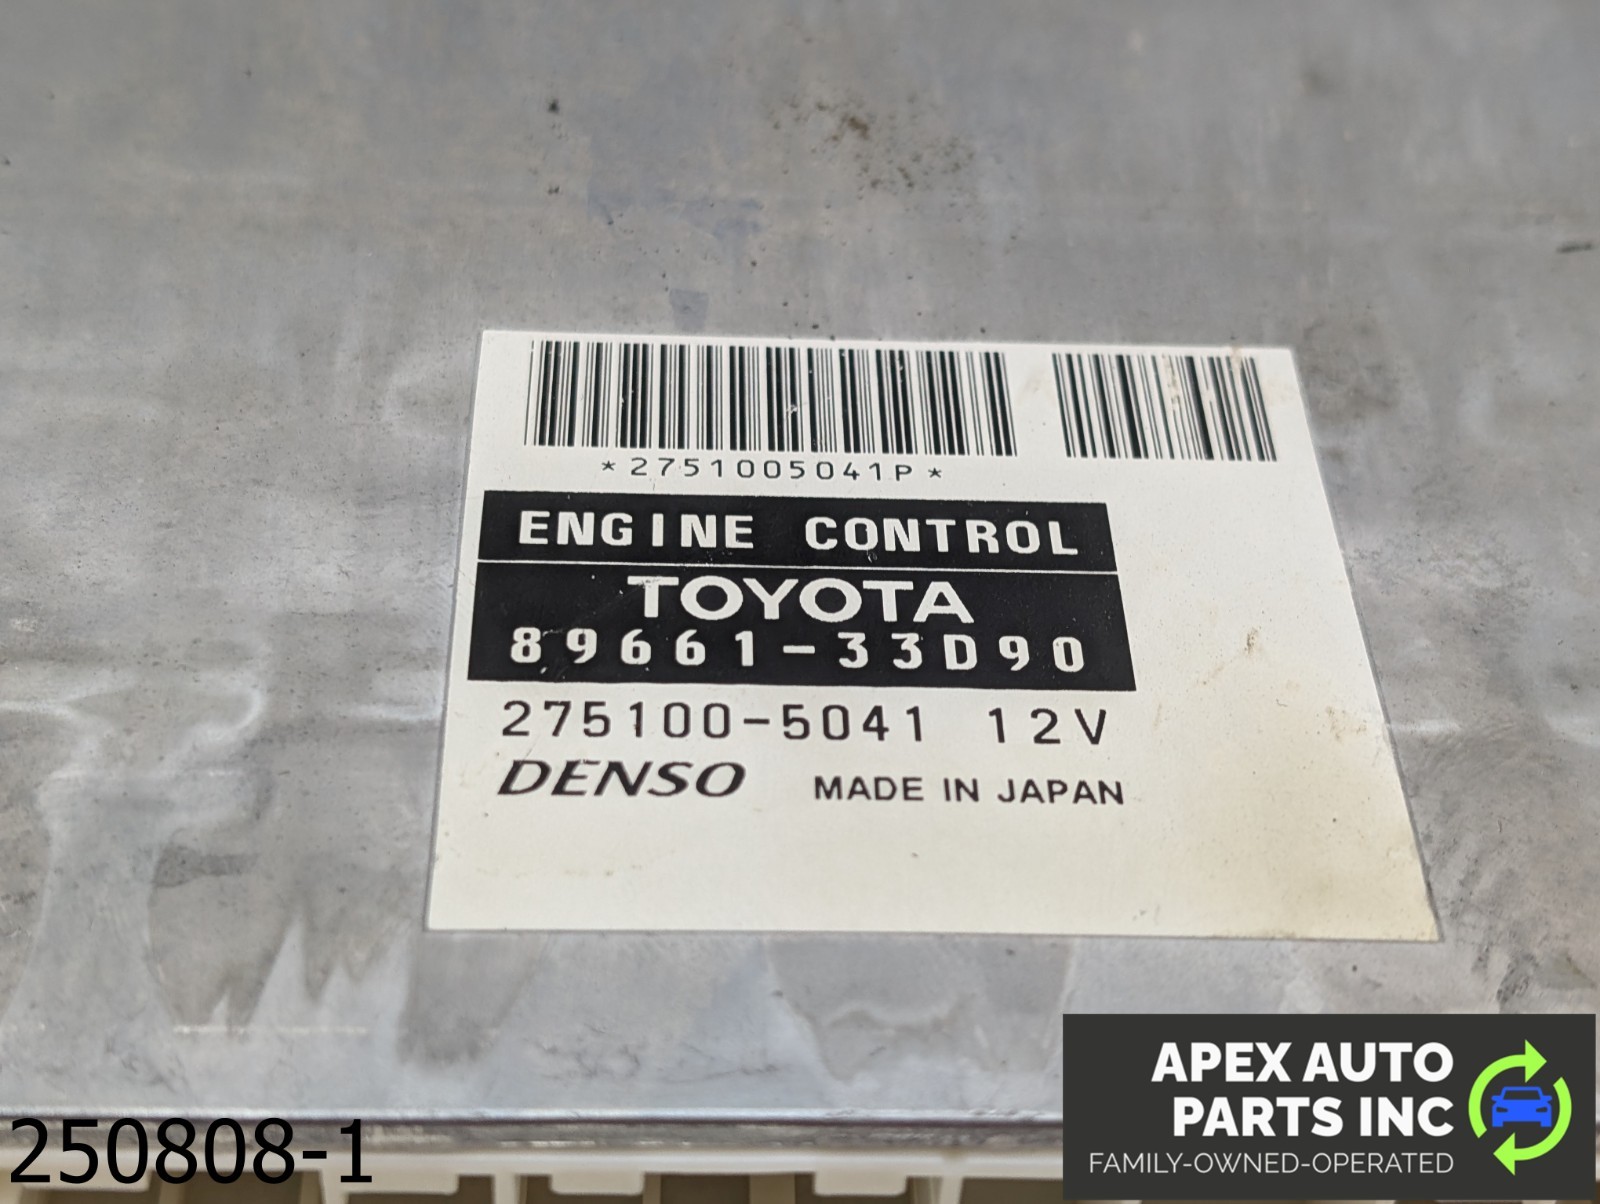 *2751005041P*
ENGINE CONTROL
TOYOTA
89661-33D90
275100-5041 12V
DENSO MADE IN JAPAN
250808-1
APEX AUTO
PARTS INC
FAMILY-OWNED-OPERATED